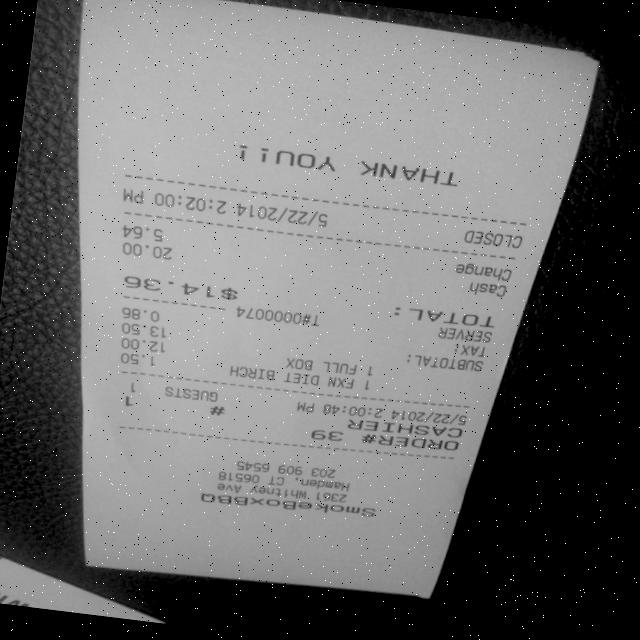 SmokeBoxBBQ
2361 Whitney Ave
Hamden, CT 06518
203 909 6545
ORDER# 39 # 1
CASHIER GUESTS 1
5/22/2014 2:00:48 PM
1 FXN DIET BIRCH 1.50
1 FULL BOX 12.00
SUBTOTAL: 13.50
TAX: 0.86
SERVER T#0000074
TOTAL: $14.36
Cash 20.00
Change 5.64
CLOSED 5/22/2014 2:02:00 PM
THANK YOU!!